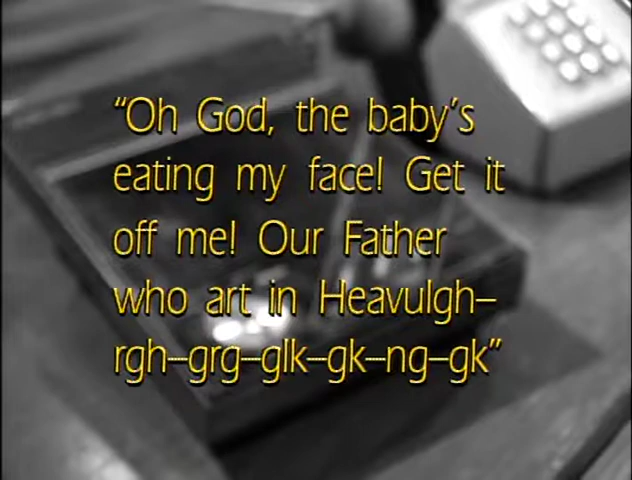 “Oh God, the baby’s
eating my face! Get it
off me! Our Father
who art in Heavulgh–
rgh–grg–glk–gk–ng–gk”